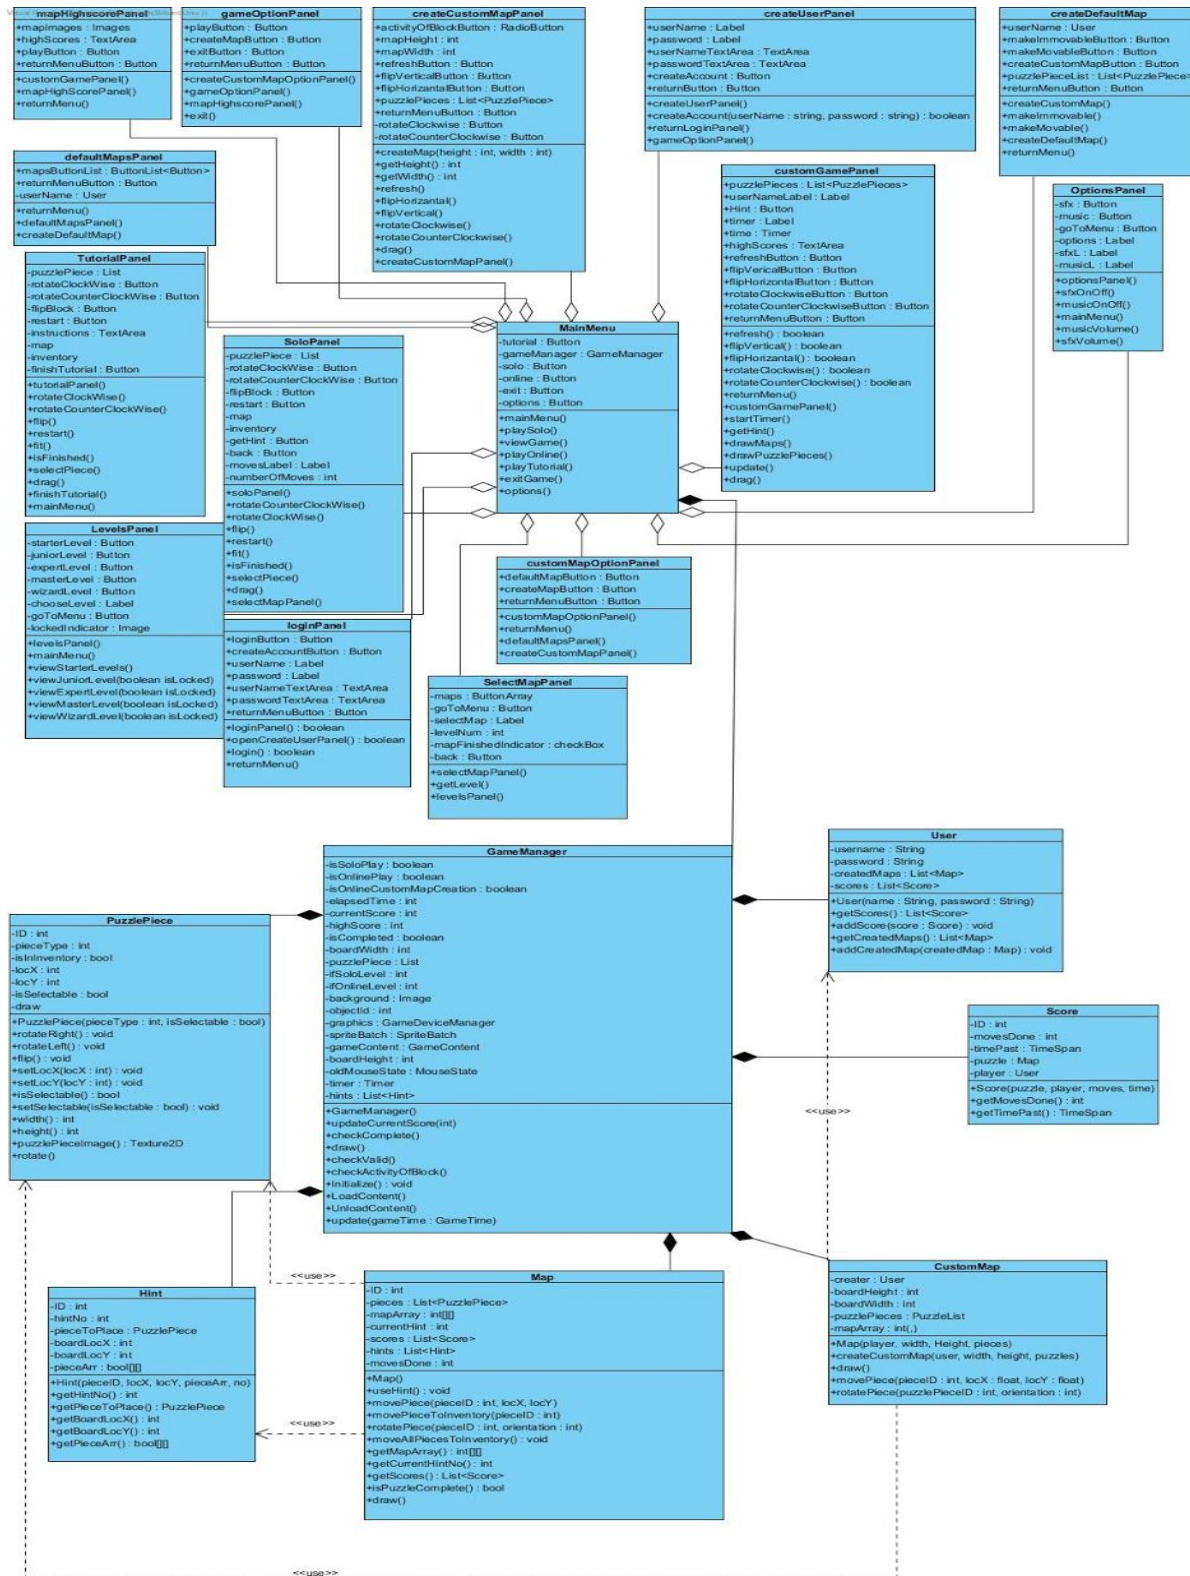 mapHighscorePanel
+mapImages : Images
+highScores : TextArea
+playButton : Button
+returnMenuButton : Button
+customGamePanel()
+mapHighScorePanel()
+returnMenu()
gameOptionPanel
+playButton : Button
+createMapButton : Button
+exitButton : Button
+returnMenuButton : Button
+createCustomMapOptionPanel()
+gameOptionPanel()
+mapHighscorePanel()
+exit()
createCustomMapPanel
+activityOfBlockButton : RadioButton
+mapHeight : int
+mapWidth : int
+refreshButton : Button
+flipVerticalButton : Button
+flipHorizantalButton : Button
+puzzlePieces : List<PuzzlePiece>
+returnMenuButton : Button
-rotateClockwise : Button
-rotateCounterClockwise : Button
+createMap(height : int, width : int)
+getHeight() : int
+getWidth() : int
+refresh()
+flipHorizantal()
+flipVertical()
+rotateClockwise()
+rotateCounterClockwise()
+drag()
+createCustomMapPanel()
createUserPanel
+userName : Label
+password : Label
+userNameTextArea : TextArea
+passwordTextArea : TextArea
+createAccount : Button
+returnButton : Button
+createUserPanel()
+createAccount(userName : string, password : string) : boolean
+returnLoginPanel()
+gameOptionPanel()
createDefaultMap
+userName : User
+makeImmovableButton : Button
+makeMovableButton : Button
+createCustomMapButton : Button
+puzzlePieceList : List<PuzzlePiece>
+returnMenuButton : Button
+createCustomMap()
+makeImmovable()
+makeMovable()
+createDefaultMap()
+returnMenu()
defaultMapsPanel
+mapsButtonList : ButtonList<Button>
+returnMenuButton : Button
-userName : User
+returnMenu()
+defaultMapsPanel()
+createDefaultMap()
customGamePanel
+puzzlePieces : List<PuzzlePieces>
+userNameLabel : Label
+Hint : Button
+timer : Label
+time : Timer
+highScores : TextArea
+refreshButton : Button
+flipVericalButton : Button
+flipHorizontalButton : Button
+rotateClockwiseButton : Button
+rotateCounterClockwiseButton : Button
+returnMenuButton : Button
+refresh() : boolean
+flipVertical() : boolean
+flipHorizantal() : boolean
+rotateClockwise() : boolean
+rotateCounterClockwise() : boolean
+returnMenu()
+customGamePanel()
+startTimer()
+getHint()
+drawMaps()
+drawPuzzlePieces()
+update()
+drag()
OptionsPanel
-sfx : Button
-music : Button
-goToMenu : Button
-options : Label
-sfxL : Label
-musicL : Label
+optionsPanel()
+sfxOnOff()
+musicOnOff()
+mainMenu()
+musicVolume()
+sfxVolume()
TutorialPanel
-puzzlePiece : List
-rotateClockWise : Button
-rotateCounterClockWise : Button
-flipBlock : Button
-restart : Button
-instructions : TextArea
-map
-inventory
-finishTutorial : Button
+tutorialPanel()
+rotateClockWise()
+rotateCounterClockWise()
+flip()
+restart()
+fit()
+isFinished()
+selectPiece()
+drag()
+finishTutorial()
+mainMenu()
SoloPanel
-puzzlePiece : List
-rotateClockWise : Button
-rotateCounterClockWise : Button
-flipBlock : Button
-restart : Button
-map
-inventory
-getHint : Button
-back : Button
-movesLabel : Label
-numberOfMoves : int
+soloPanel()
+rotateCounterClockWise()
+rotateClockWise()
+flip()
+restart()
+fit()
+isFinished()
+selectPiece()
+drag()
+selectMapPanel()
MainMenu
-tutorial : Button
-gameManager : GameManager
-solo : Button
-online : Button
-exit : Button
-options : Button
+mainMenu()
+playSolo()
+viewGame()
+playOnline()
+playTutorial()
+exitGame()
+options()
LevelsPanel
-starterLevel : Button
-juniorLevel : Button
-expertLevel : Button
-masterLevel : Button
-wizardLevel : Button
-chooseLevel : Label
-goToMenu : Button
-lockedIndicator : Image
+levelsPanel()
+mainMenu()
+viewStarterLevels()
+viewJuniorLevel(boolean isLocked)
+viewExpertLevel(boolean isLocked)
+viewMasterLevel(boolean isLocked)
+viewWizardLevel(boolean isLocked)
loginPanel
+loginButton : Button
+createAccountButton : Button
+userName : Label
+password : Label
+userNameTextArea : TextArea
+passwordTextArea : TextArea
+returnMenuButton : Button
+loginPanel() : boolean
+openCreateUserPanel() : boolean
+login() : boolean
+returnMenu()
customMapOptionPanel
+defaultMapButton : Button
+createMapButton : Button
+returnMenuButton : Button
+customMapOptionPanel()
+returnMenu()
+defaultMapsPanel()
+createCustomMapPanel()
SelectMapPanel
-maps : ButtonArray
-goToMenu : Button
-selectMap : Label
-levelNum : int
-mapFinishedIndicator : checkBox
-back : Button
+selectMapPanel()
+getLevel()
+levelsPanel()
GameManager
-isSoloPlay : boolean
-isOnlinePlay : boolean
-isOnlineCustomMapCreation : boolean
-elapsedTime : int
-currentScore : int
-highScore : int
-isCompleted : boolean
-boardWidth : int
-puzzlePiece : List
-ifSoloLevel : int
-ifOnlineLevel : int
-background : Image
-objectId : int
-graphics : GameDeviceManager
-spriteBatch : SpriteBatch
-gameContent : GameContent
-boardHeight : int
-oldMouseState : MouseState
-timer : Timer
-hints : List<Hint>
+GameManager()
+updateCurrentScore(int)
+checkComplete()
+draw()
+checkValid()
+checkActivityOfBlock()
+Initialize() : void
+LoadContent()
+UnloadContent()
+update(gameTime : GameTime)
User
-username : String
-password : String
-createdMaps : List<Map>
-scores : List<Score>
+User(name : String, password : String)
+getScores() : List<Score>
+addScore(score : Score) : void
+getCreatedMaps() : List<Map>
+addCreatedMap(createdMap : Map) : void
PuzzlePiece
-ID : int
-pieceType : int
-isInInventory : bool
-locX : int
-locY : int
-isSelectable : bool
-draw
+PuzzlePiece(pieceType : int, isSelectable : bool)
+rotateRight() : void
+rotateLeft() : void
+flip() : void
+setLocX(locX : int) : void
+setLocY(locY : int) : void
+isSelectable() : bool
+setSelectable(isSelectable : bool) : void
+width() : int
+height() : int
+puzzlePieceImage() : Texture2D
+rotate()
Score
-ID : int
-movesDone : int
-timePast : TimeSpan
-puzzle : Map
-player : User
+Score(puzzle, player, moves, time)
+getMovesDone() : int
+getTimePast() : TimeSpan
<<use>>
<<use>>
Hint
-ID : int
-hintNo : int
-pieceToPlace : PuzzlePiece
-boardLocX : int
-boardLocY : int
-pieceArr : bool[][]
+Hint(pieceID, locX, locY, pieceArr, no)
+getHintNo() : int
+getPieceToPlace() : PuzzlePiece
+getBoardLocX() : int
+getBoardLocY() : int
+getPieceArr() : bool[][]
<<use>>
Map
-ID : int
-pieces : List<PuzzlePiece>
-mapArray : int[][]
-currentHint : int
-scores : List<Score>
-hints : List<Hint>
-movesDone : int
+Map()
+useHint() : void
+movePiece(pieceID : int, locX, locY)
+movePieceToInventory(pieceID : int)
+rotatePiece(pieceID : int, orientation : int)
+moveAllPiecesToInventory() : void
+getMapArray() : int[][]
+getCurrentHintNo() : int
+getScores() : List<Score>
+isPuzzleComplete() : bool
+draw()
CustomMap
-creater : User
-boardHeight : int
-boardWidth : int
-puzzlePieces : PuzzleList
-mapArray : int(,)
+Map(player, width, Height, pieces)
+createCustomMap(user, width, height, puzzles)
+draw()
+movePiece(pieceID : int, locX : float, locY : float)
+rotatePiece(puzzlePieceID : int, orientation : int)
<<use>>